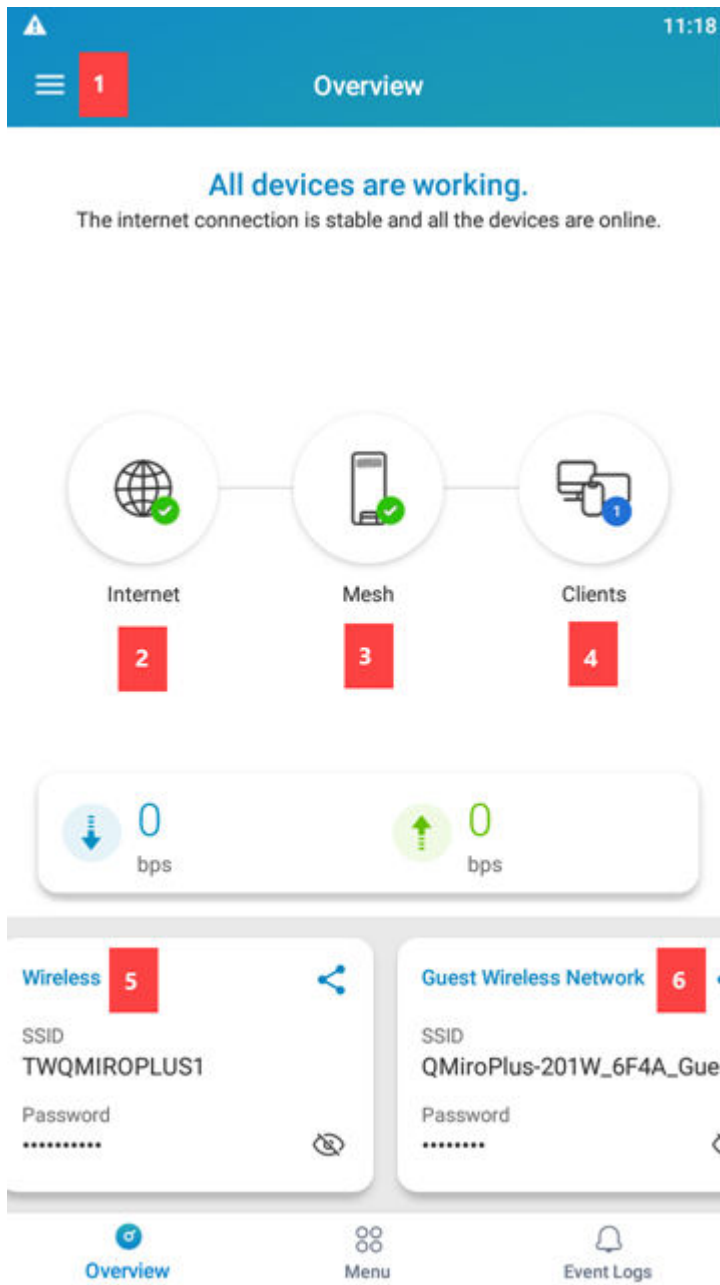 11:18
1
Overview
All devices are working.
The internet connection is stable and all the devices are online.
1
Internet Mesh Clients
2 3 4
0 0
bps bps
Wireless 5 Guest Wireless Network 6
SSID SSID
TWQMIROPLUS1 QMiroPlus-201W_6F4A_Gue
Password Password
•••••••••• ••••••••
Overview Menu Event Logs